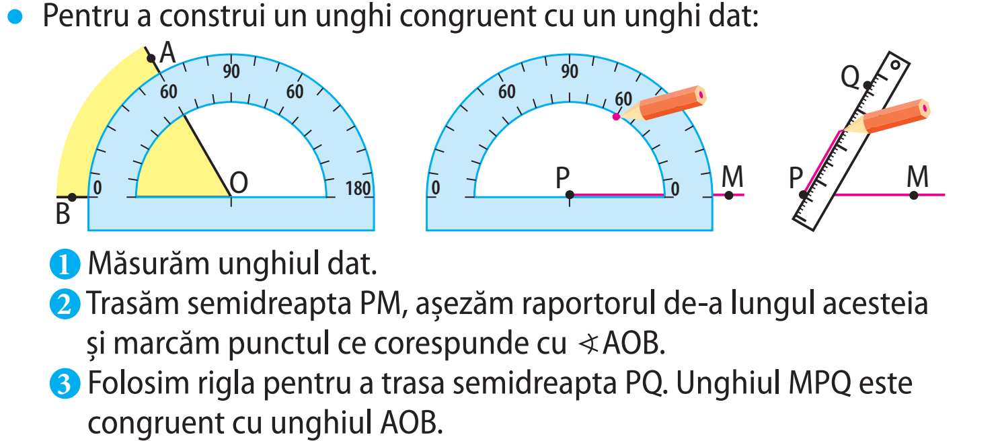 • Pentru a construi un unghi congruent cu un unghi dat:
A
90
60
60
0
O
180
B
90
60
60
P
M
0
0
Q
P
M
1 Măsurăm unghiul dat.
2 Trasăm semidreapta PM, așezăm raportorul de-a lungul acesteia
și marcăm punctul ce corespunde cu ∢AOB.
3 Folosim rigla pentru a trasa semidreapta PQ. Unghiul MPQ este
congruent cu unghiul AOB.